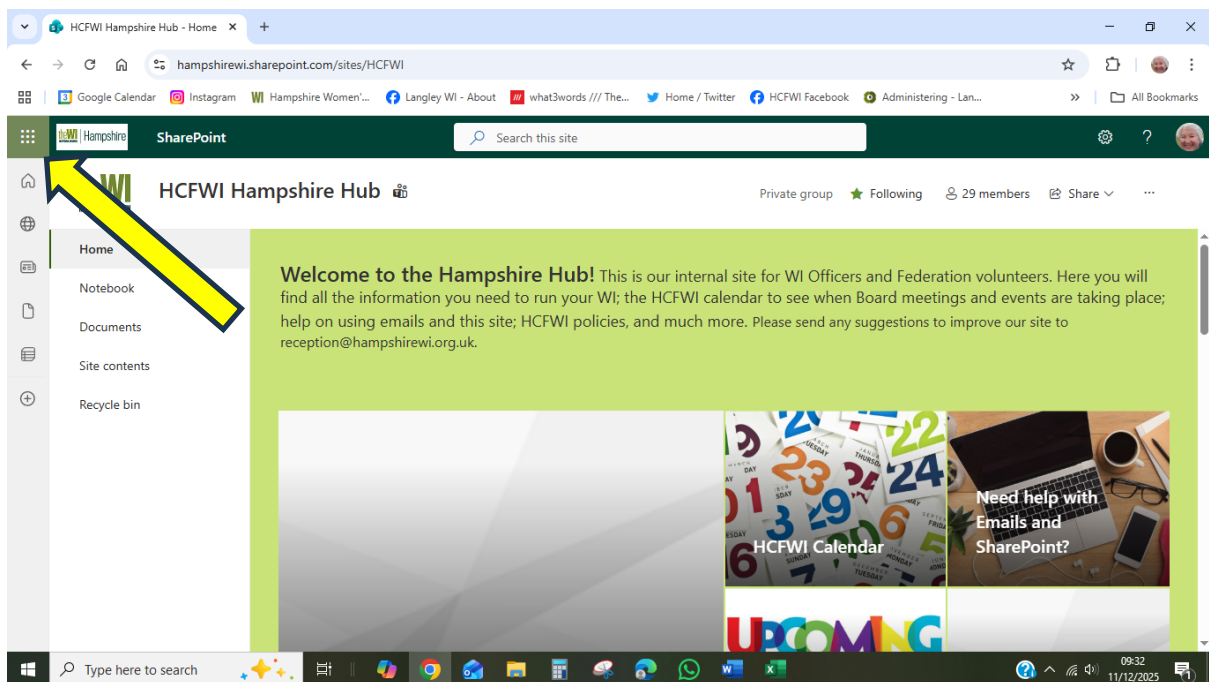 HCFWI Hampshire Hub - Home
hampshirewi.sharepoint.com/sites/HCFWI
Google Calendar Instagram Hampshire Women'... Langley WI - About what3words /// The... Home / Twitter HCFWI Facebook Administering - Lan... » All Bookmarks
theWI Hampshire SharePoint Search this site
WI HCFWI Hampshire Hub Private group Following 29 members Share
Home
Notebook
Documents
Site contents
Recycle bin
Welcome to the Hampshire Hub! This is our internal site for WI Officers and Federation volunteers. Here you will
find all the information you need to run your WI; the HCFWI calendar to see when Board meetings and events are taking place;
help on using emails and this site; HCFWI policies, and much more. Please send any suggestions to improve our site to
reception@hampshirewi.org.uk.
22
23
24
29
HCFWI Calendar
Need help with
Emails and
SharePoint?
UPCOMING
Type here to search
09:32
11/12/2025